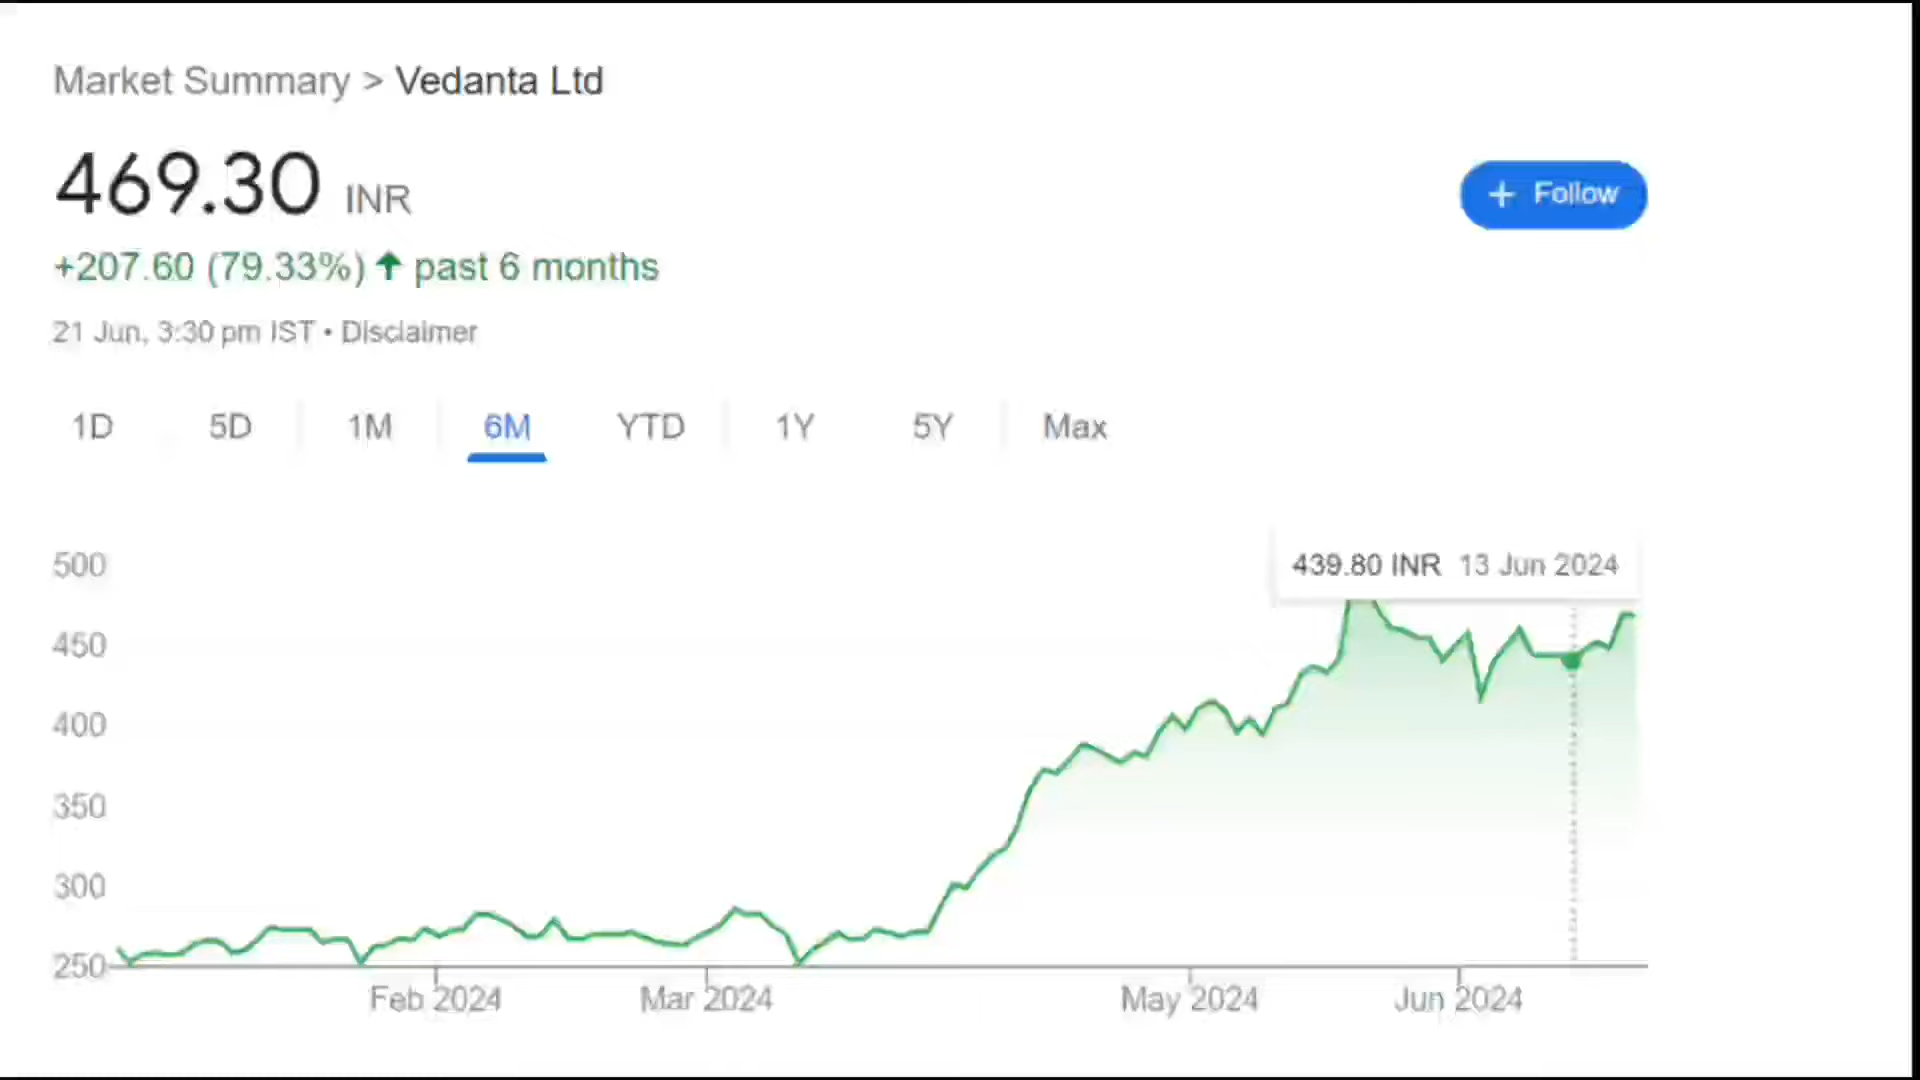 Market Summary > Vedanta Ltd
469.30 INR
+ Follow
+207.60 (79.33%) ↑ past 6 months
21 Jun, 3:30 pm IST • Disclaimer
1D 5D 1M 6M YTD 1Y 5Y Max
439.80 INR 13 Jun 2024
500
450
400
350
300
250
Feb 2024 Mar 2024 May 2024 Jun 2024